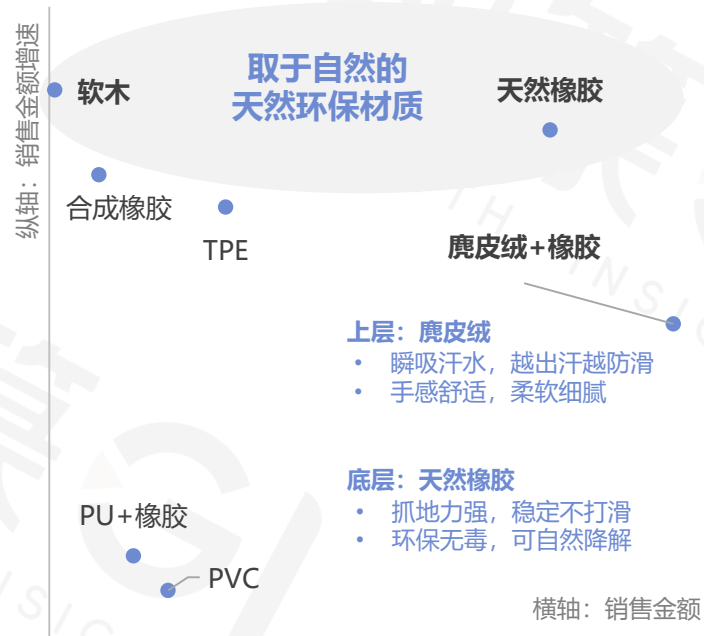 纵轴：销售金额增速
取于自然的
天然环保材质
软木
天然橡胶
合成橡胶
TPE
麂皮绒+橡胶
上层：麂皮绒
• 瞬吸汗水，越出汗越防滑
• 手感舒适，柔软细腻
底层：天然橡胶
• 抓地力强，稳定不打滑
• 环保无毒，可自然降解
PU+橡胶
PVC
横轴：销售金额